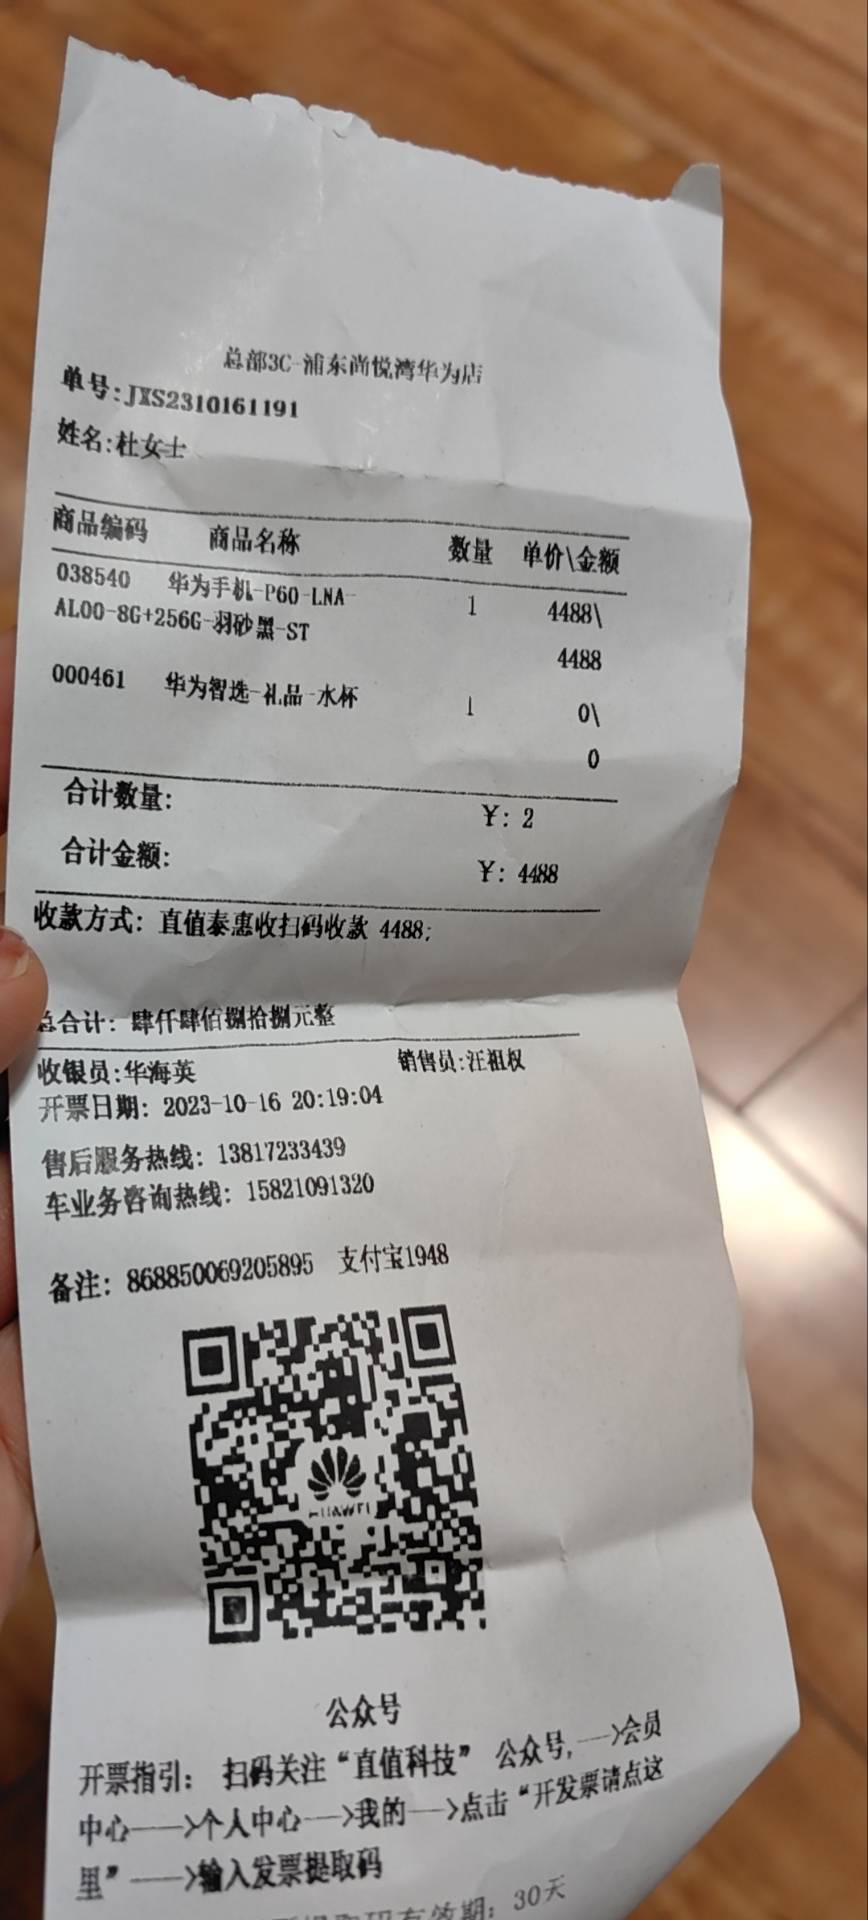 总部3C-浦东尚悦湾华为店
单号:JXS2310161191
姓名:杜女士
商品编码 商品名称 数量 单价\金额
038540 华为手机-P60-LNA- 1 4488\
AL00-8G+256G-羽砂黑-ST
4488
000461 华为智选-礼品-水杯 1 0\
0
合计数量: ¥: 2
合计金额: ¥: 4488
收款方式: 直值泰惠收扫码收款 4488;
总合计: 肆仟肆佰捌拾捌元整
收银员:华海英 销售员:汪祖权
开票日期: 2023-10-16 20:19:04
售后服务热线: 13817233439
车业务咨询热线: 15821091320
备注: 868850069205895 支付宝1948
HUAWEI
公众号
开票指引: 扫码关注“直值科技” 公众号,—>会员
中心——>个人中心—>我的—>点击“开发票请点这
里”——>输入发票提取码
提取码有效期: 30天